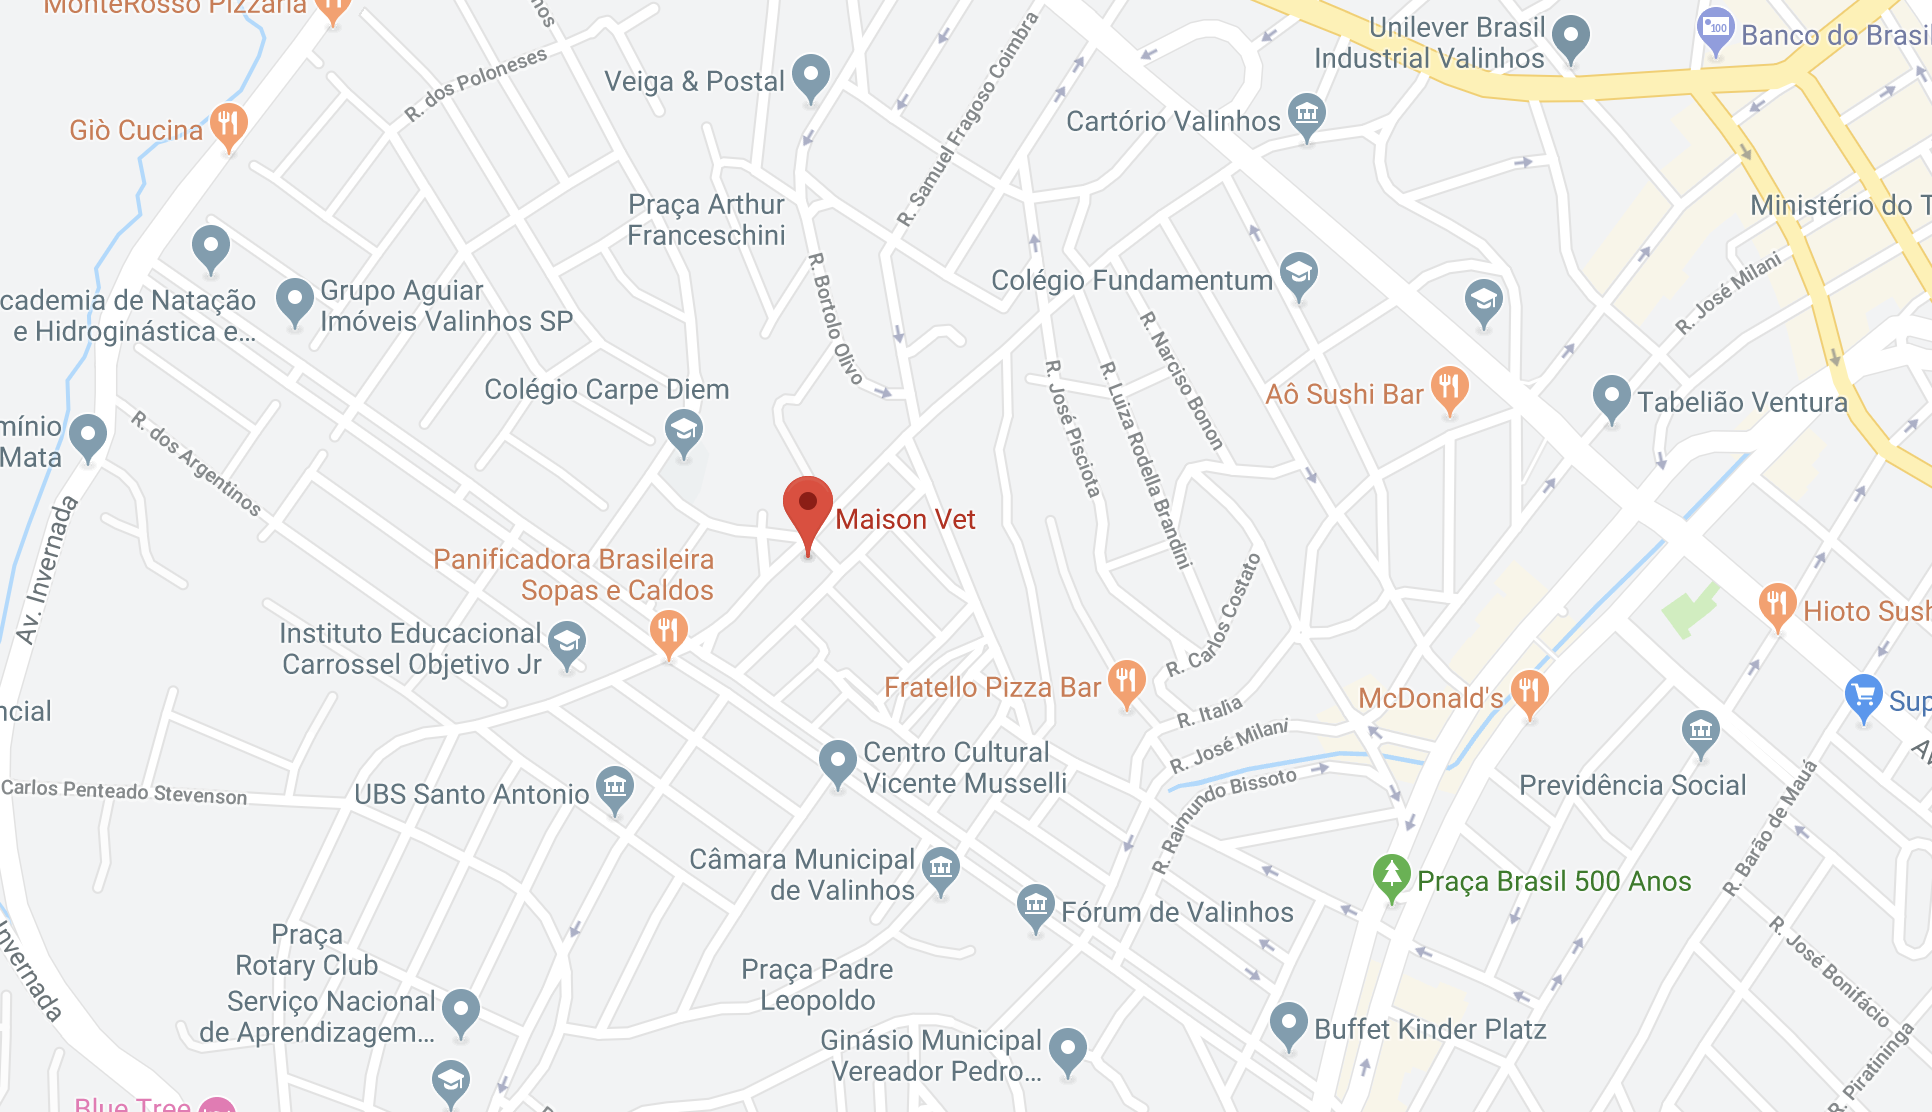 MonteRosso Pizzaria
R. dos Poloneses
Veiga & Postal
R. Samuel Fragoso Coimbra
Unilever Brasil
Industrial Valinhos
100
Banco do Brasil
Giò Cucina
Cartório Valinhos
Praça Arthur
Franceschini
Ministério do T
R. Bortolo Olivo
Colégio Fundamentum
R. José Milani
cademia de Natação
e Hidroginástica e...
Grupo Aguiar
Imóveis Valinhos SP
R. Narciso Bonon
R. José Pisciota
R. Luiza Rodella Brandini
Colégio Carpe Diem
Aô Sushi Bar
Tabelião Ventura
mínio
Mata
R. dos Argentinos
Maison Vet
Av. Invernada
Panificadora Brasileira
Sopas e Caldos
R. Carlos Costato
Hioto Sush
Instituto Educacional
Carrossel Objetivo Jr
Fratello Pizza Bar
McDonald's
ncial
Sup
R. Italia
R. José Milani
Centro Cultural
Vicente Musselli
R. Raimundo Bissoto
Previdência Social
Carlos Penteado Stevenson
UBS Santo Antonio
R. Barão de Mauá
Câmara Municipal
de Valinhos
Praça Brasil 500 Anos
Fórum de Valinhos
Invernada
Praça
Rotary Club
Praça Padre
Leopoldo
R. José Bonifácio
Serviço Nacional
de Aprendizagem...
Buffet Kinder Platz
Ginásio Municipal
Vereador Pedro...
R. Piratininga
Blue Tree